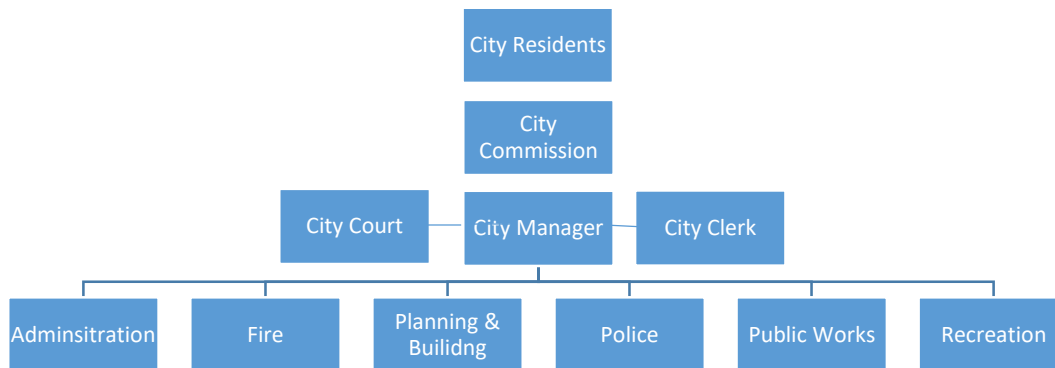 City Residents
City
Commission
City Court
City Manager
City Clerk
Adminsitration
Fire
Planning &
Builidng
Police
Public Works
Recreation